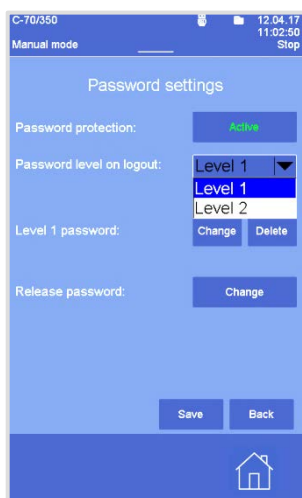 C-70/350
12.04.17
11:02:50
Manual mode
Stop
Password settings
Password protection: Active
Password level on logout: Level 1
Level 1
Level 2
Level 1 password: Change Delete
Release password: Change
Save Back